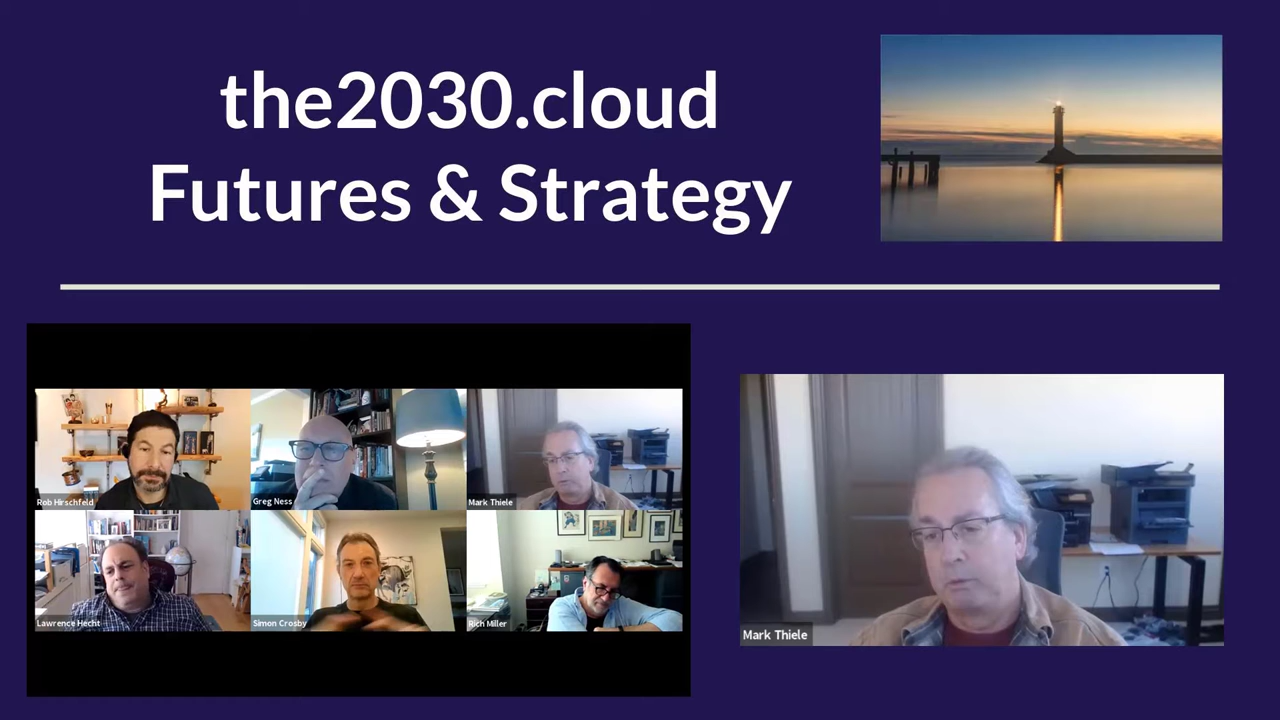 the2030.cloud
Futures & Strategy
Rob Hirschfeld
Greg Ness
Mark Thiele
Lawrence Hecht
Simon Crosby
Rich Miller
Mark Thiele